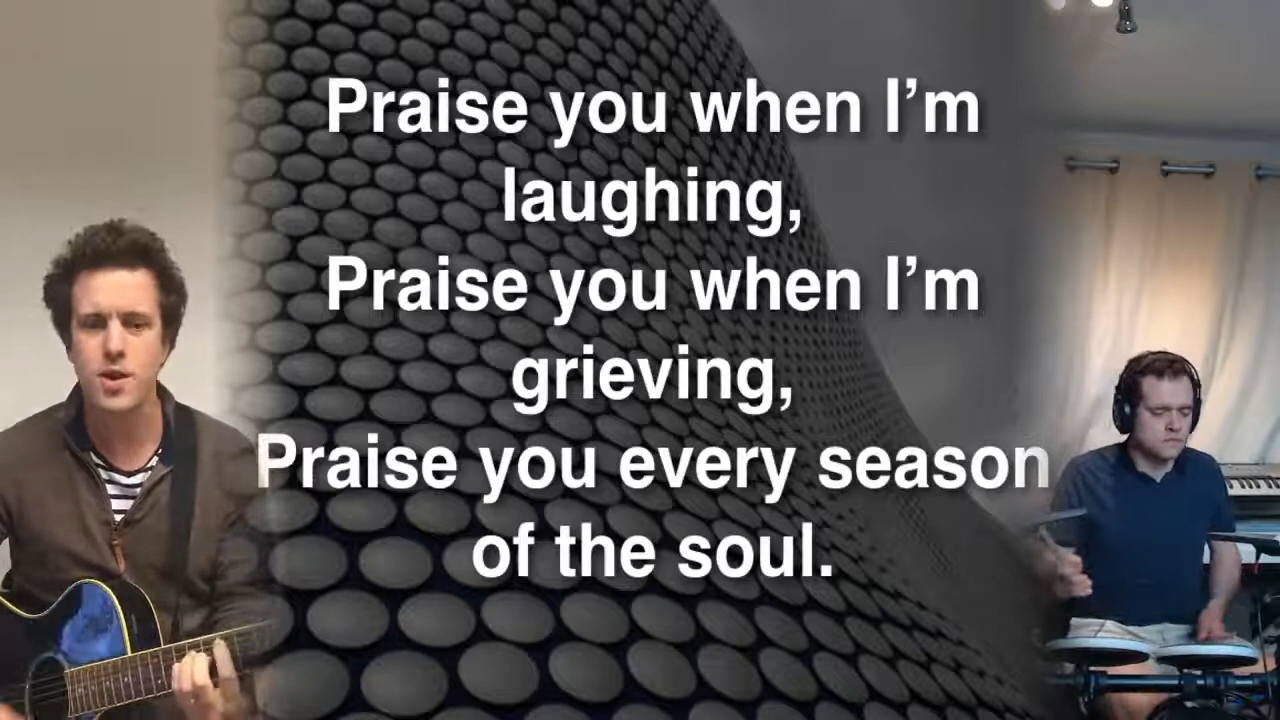 Praise you when I’m
laughing,
Praise you when I’m
grieving,
Praise you every season
of the soul.